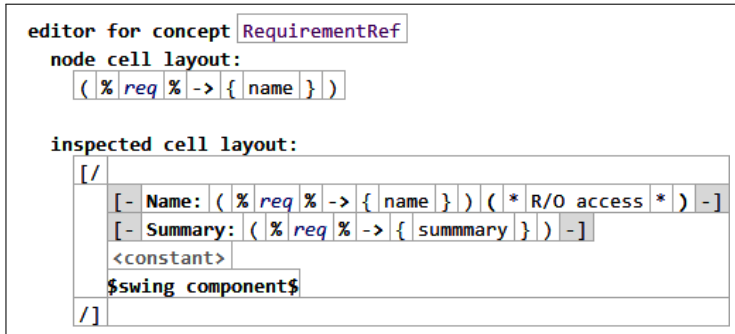 editor for concept RequirementRef
node cell layout:
( % req % -> { name } )
inspected cell layout:
[/
[- Name: ( % req % -> { name } ) ( * R/O access * ) -]
[- Summary: ( % req % -> { summmary } ) -]
<constant>
$swing component$
/]